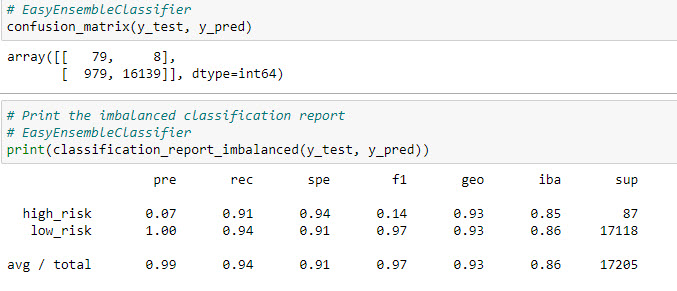 # EasyEnsembleClassifier
confusion_matrix(y_test, y_pred)
array([[   79,     8],
       [  979, 16139]], dtype=int64)
# Print the imbalanced classification report
# EasyEnsembleClassifier
print(classification_report_imbalanced(y_test, y_pred))
pre       rec       spe        f1       geo       iba       sup
high_risk       0.07      0.91      0.94      0.14      0.93      0.85        87
low_risk       1.00      0.94      0.91      0.97      0.93      0.86     17118
avg / total       0.99      0.94      0.91      0.97      0.93      0.86     17205